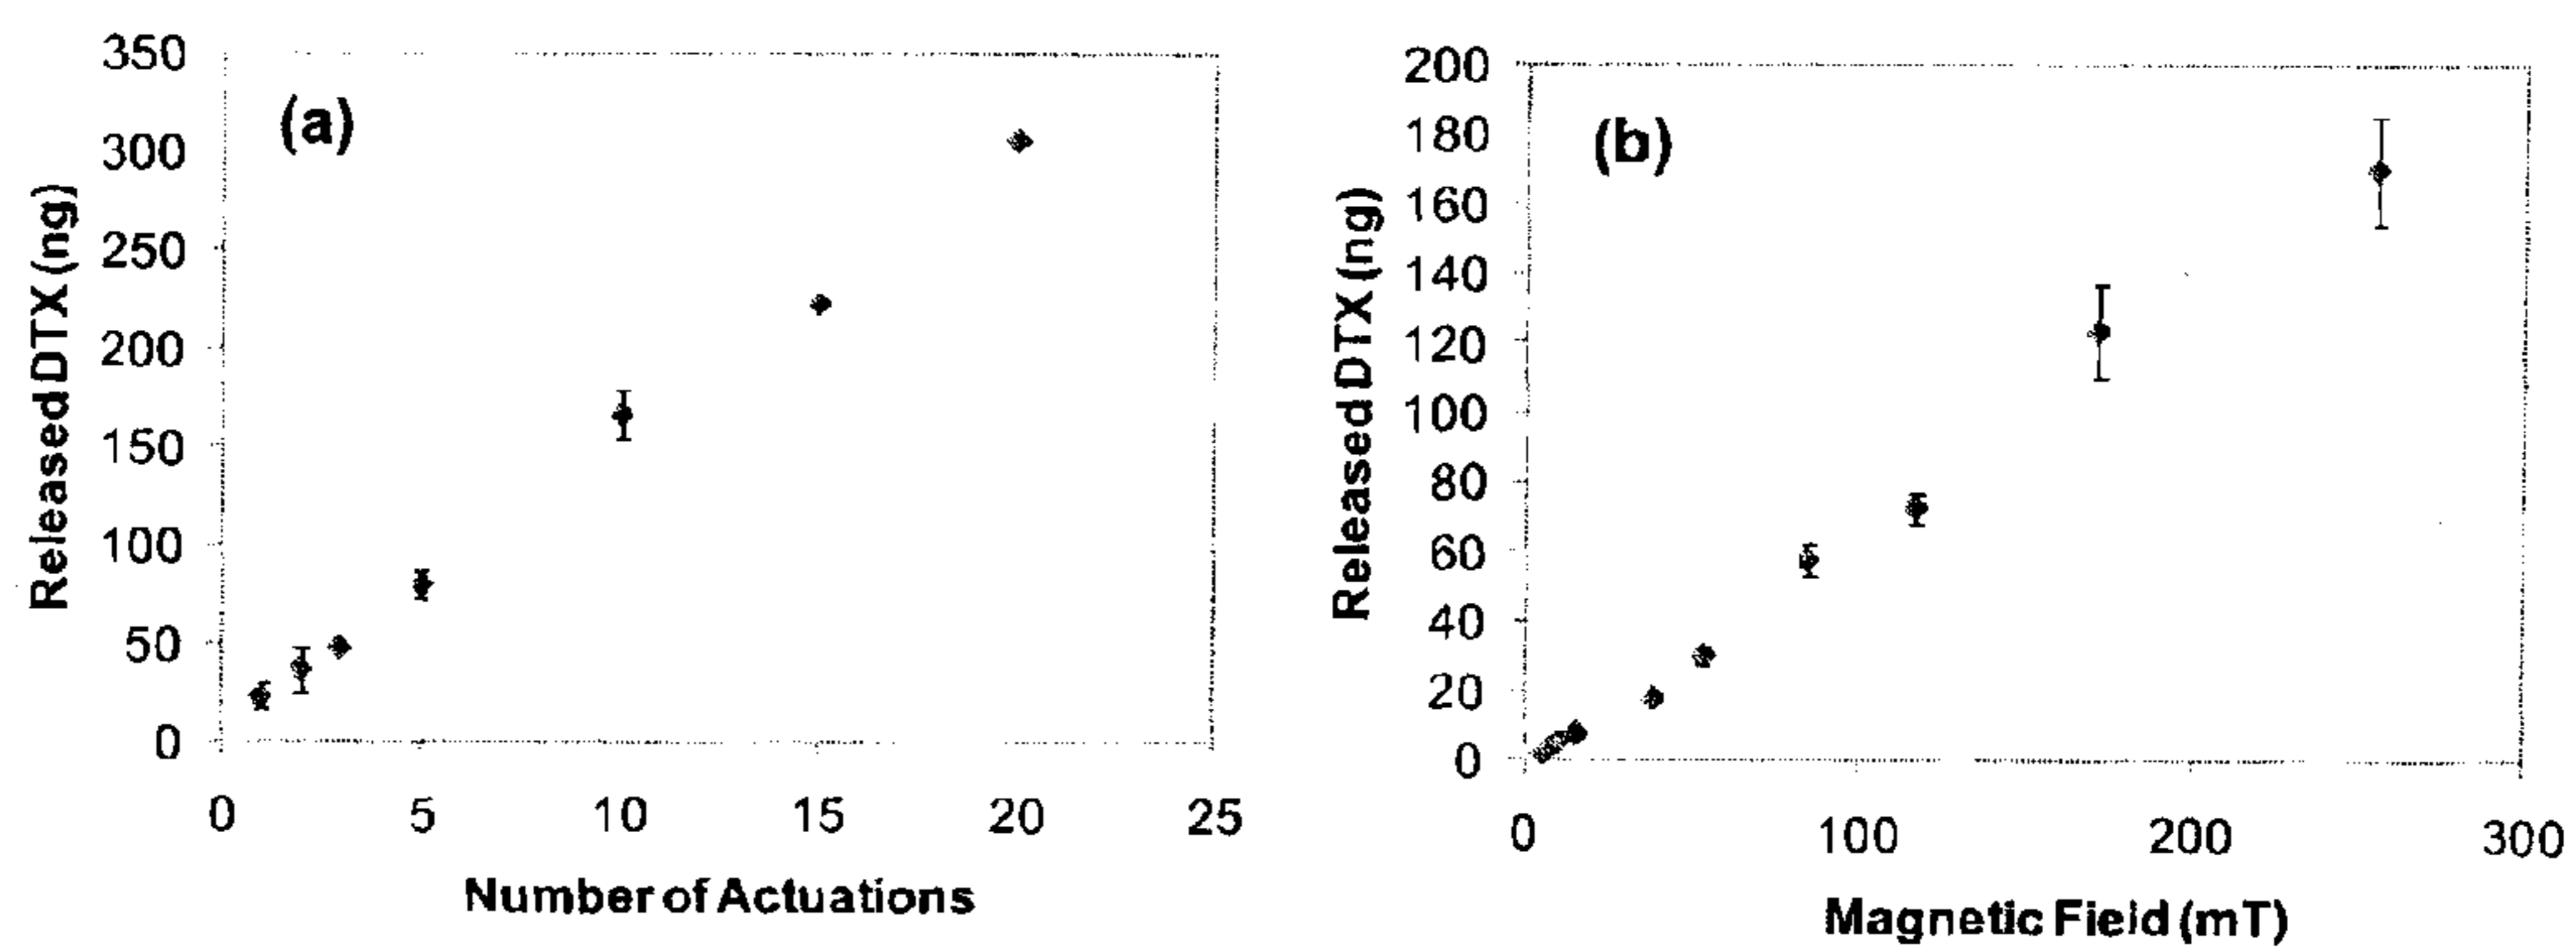 350
300
250
200
150
100
50
0
(a)
Released DTX (ng)
0 5 10 15 20 25
Number of Actuations
200
180
160
140
120
100
80
60
40
20
0
(b)
Released DTX (ng)
0 100 200 300
Magnetic Field (mT)